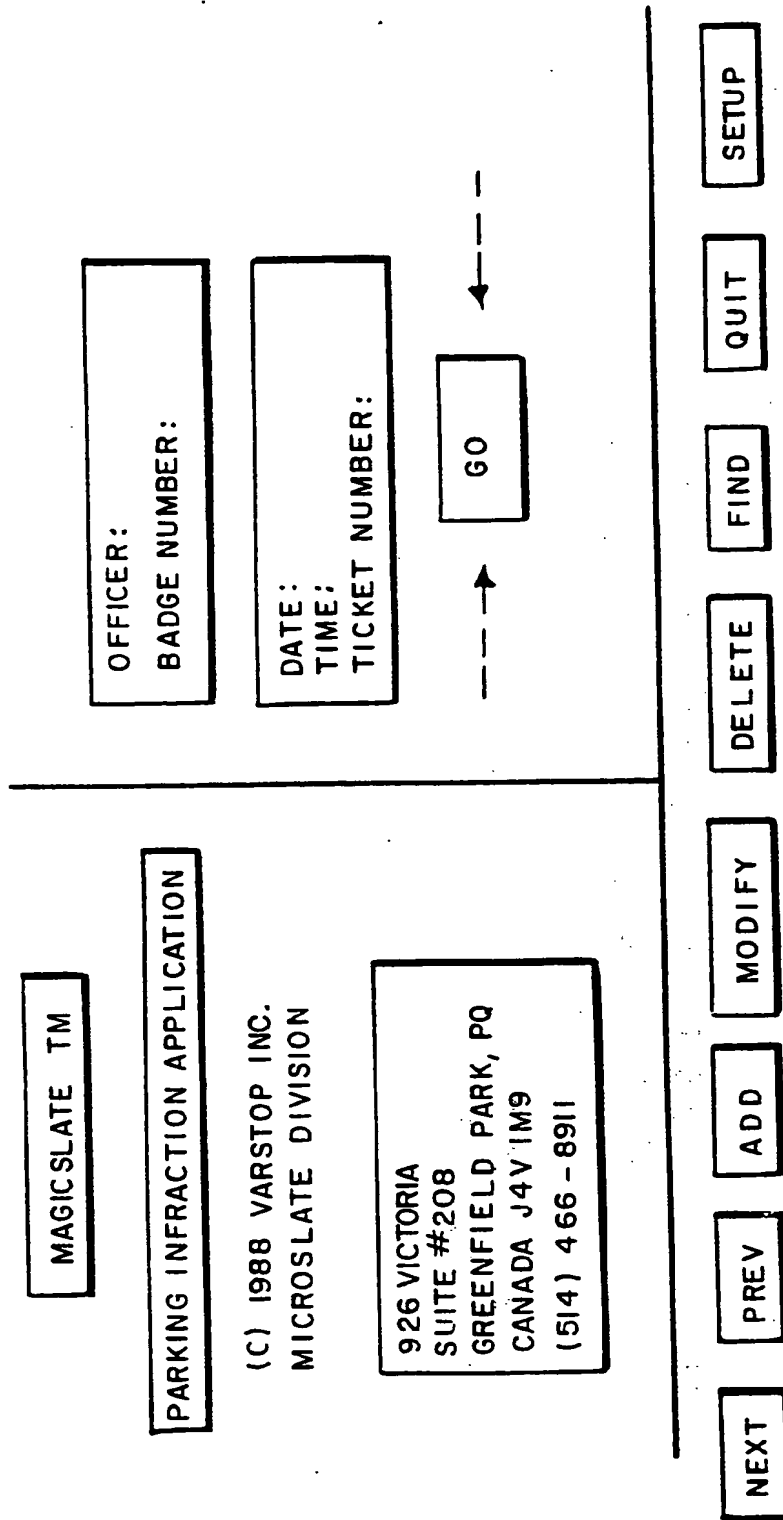 MAGICSLATE TM
PARKING INFRACTION APPLICATION
(C) 1988 VARSTOP INC.
MICROSLATE DIVISION
926 VICTORIA
SUITE #208
GREENFIELD PARK, PQ
CANADA J4V 1M9
(514) 466-8911
OFFICER:
BADGE NUMBER:
DATE:
TIME:
TICKET NUMBER:
GO
NEXT
PREV
ADD
MODIFY
DELETE
FIND
QUIT
SETUP